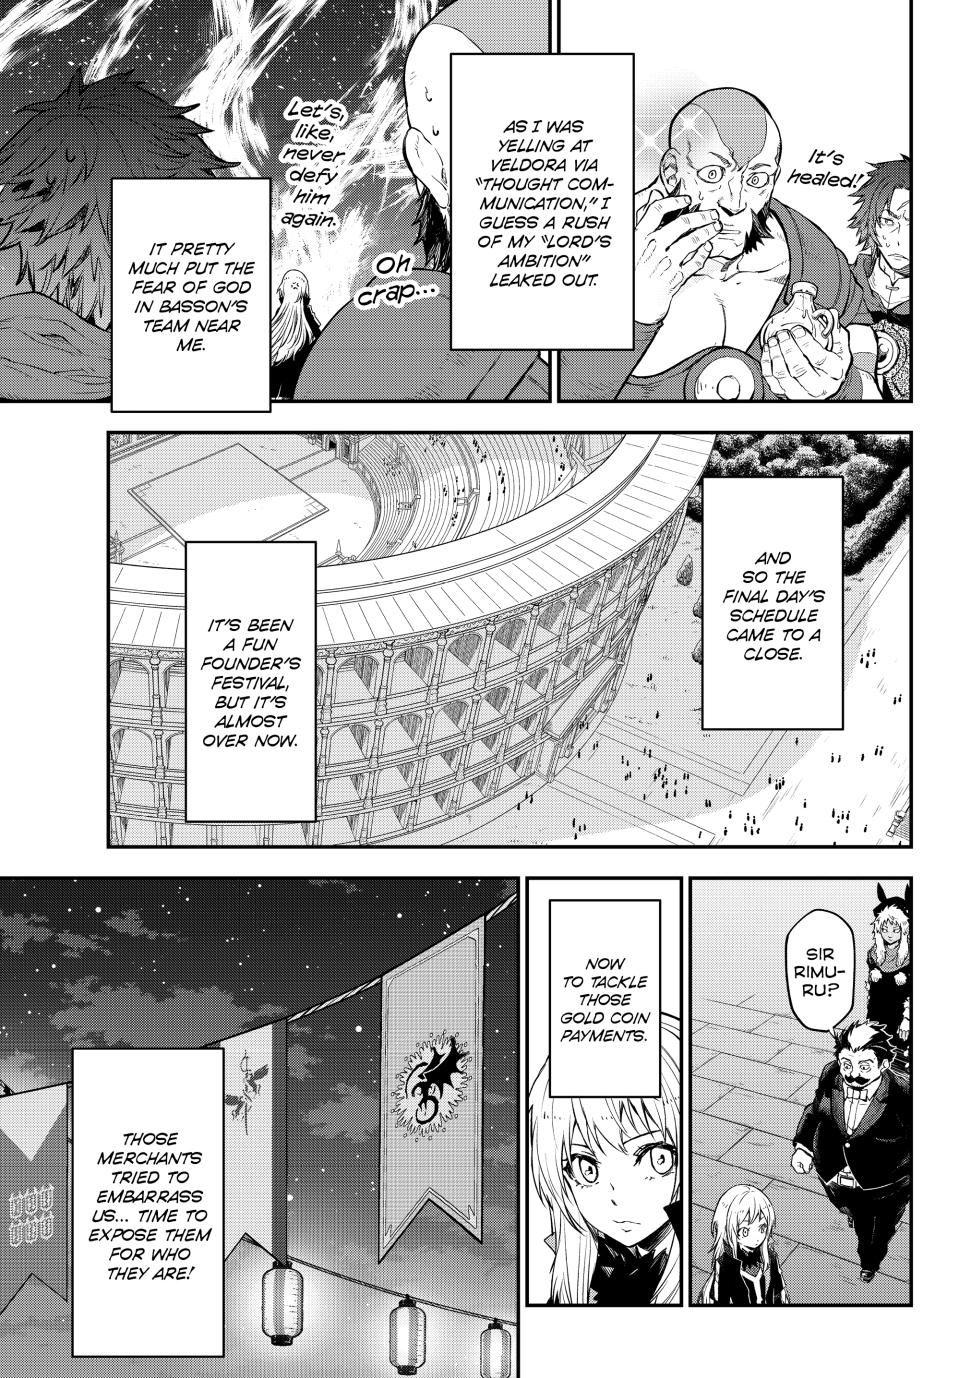 It's
healed!
AS I WAS
YELLING AT
VELDORA VIA
"THOUGHT COM-
MUNICATION," I
GUESS A RUSH
OF MY "LORD'S
AMBITION"
LEAKED OUT.
Let's,
like,
never
defy
him
again.
Oh
crap...
IT PRETTY
MUCH PUT THE
FEAR OF GOD
IN BASSON'S
TEAM NEAR
ME.
AND
SO THE
FINAL DAY'S
SCHEDULE
CAME TO A
CLOSE.
IT'S BEEN
A FUN
FOUNDER'S
FESTIVAL,
BUT IT'S
ALMOST
OVER NOW.
SIR
RIMU-
RU?
NOW
TO TACKLE
THOSE
GOLD COIN
PAYMENTS.
THOSE
MERCHANTS
TRIED TO
EMBARRASS
US... TIME TO
EXPOSE THEM
FOR WHO
THEY ARE!